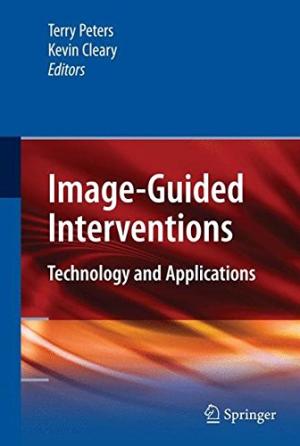 Terry Peters
Kevin Cleary
Editors
Image-Guided
Interventions
Technology and Applications
Springer